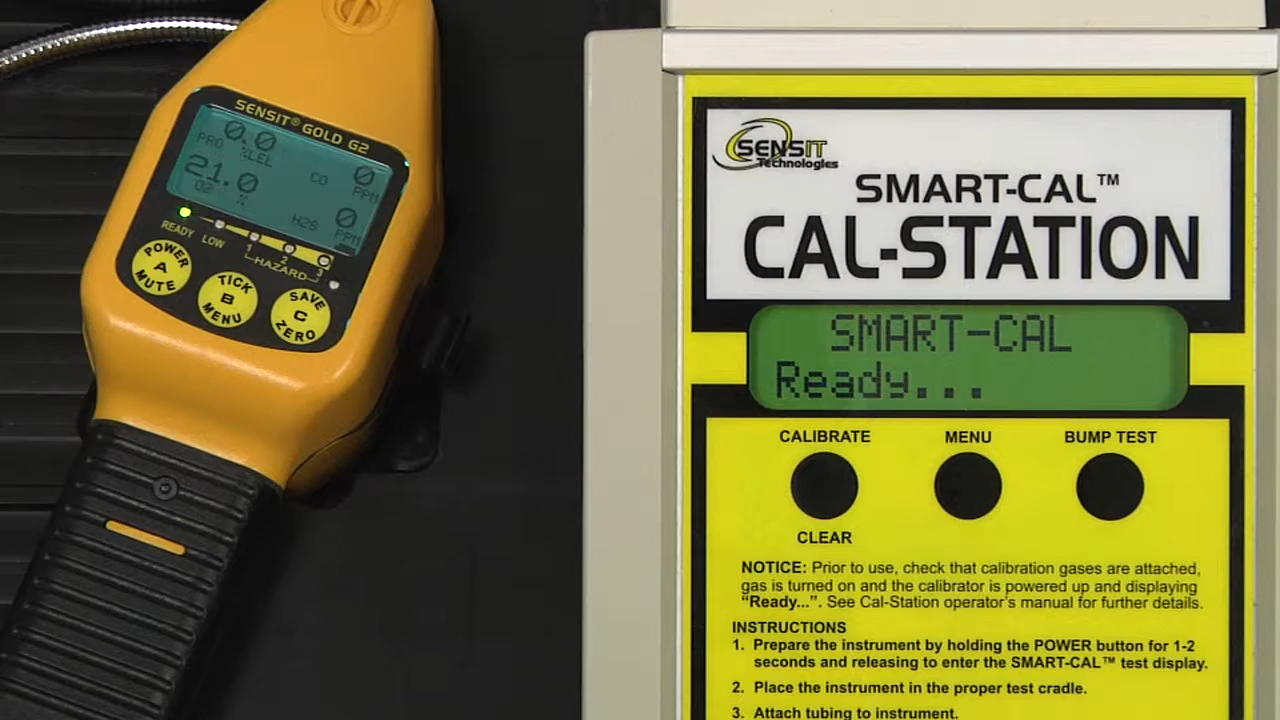 SENSIT® GOLD G2
0.0
PRO %LEL
CO 0
PPM
21.0
O2 %
H2S 0
PPM
READY LOW 1 2 3
HAZARD
POWER
A
MUTE
TICK
B
MENU
SAVE
C
ZERO
SENSIT
Technologies
SMART-CAL™
CAL-STATION
SMART-CAL
Ready...
CALIBRATE MENU BUMP TEST
CLEAR
NOTICE: Prior to use, check that calibration gases are attached,
gas is turned on and the calibrator is powered up and displaying
“Ready...”. See Cal-Station operator's manual for further details.
INSTRUCTIONS
1. Prepare the instrument by holding the POWER button for 1-2
seconds and releasing to enter the SMART-CAL™ test display.
2. Place the instrument in the proper test cradle.
3. Attach tubing to instrument.